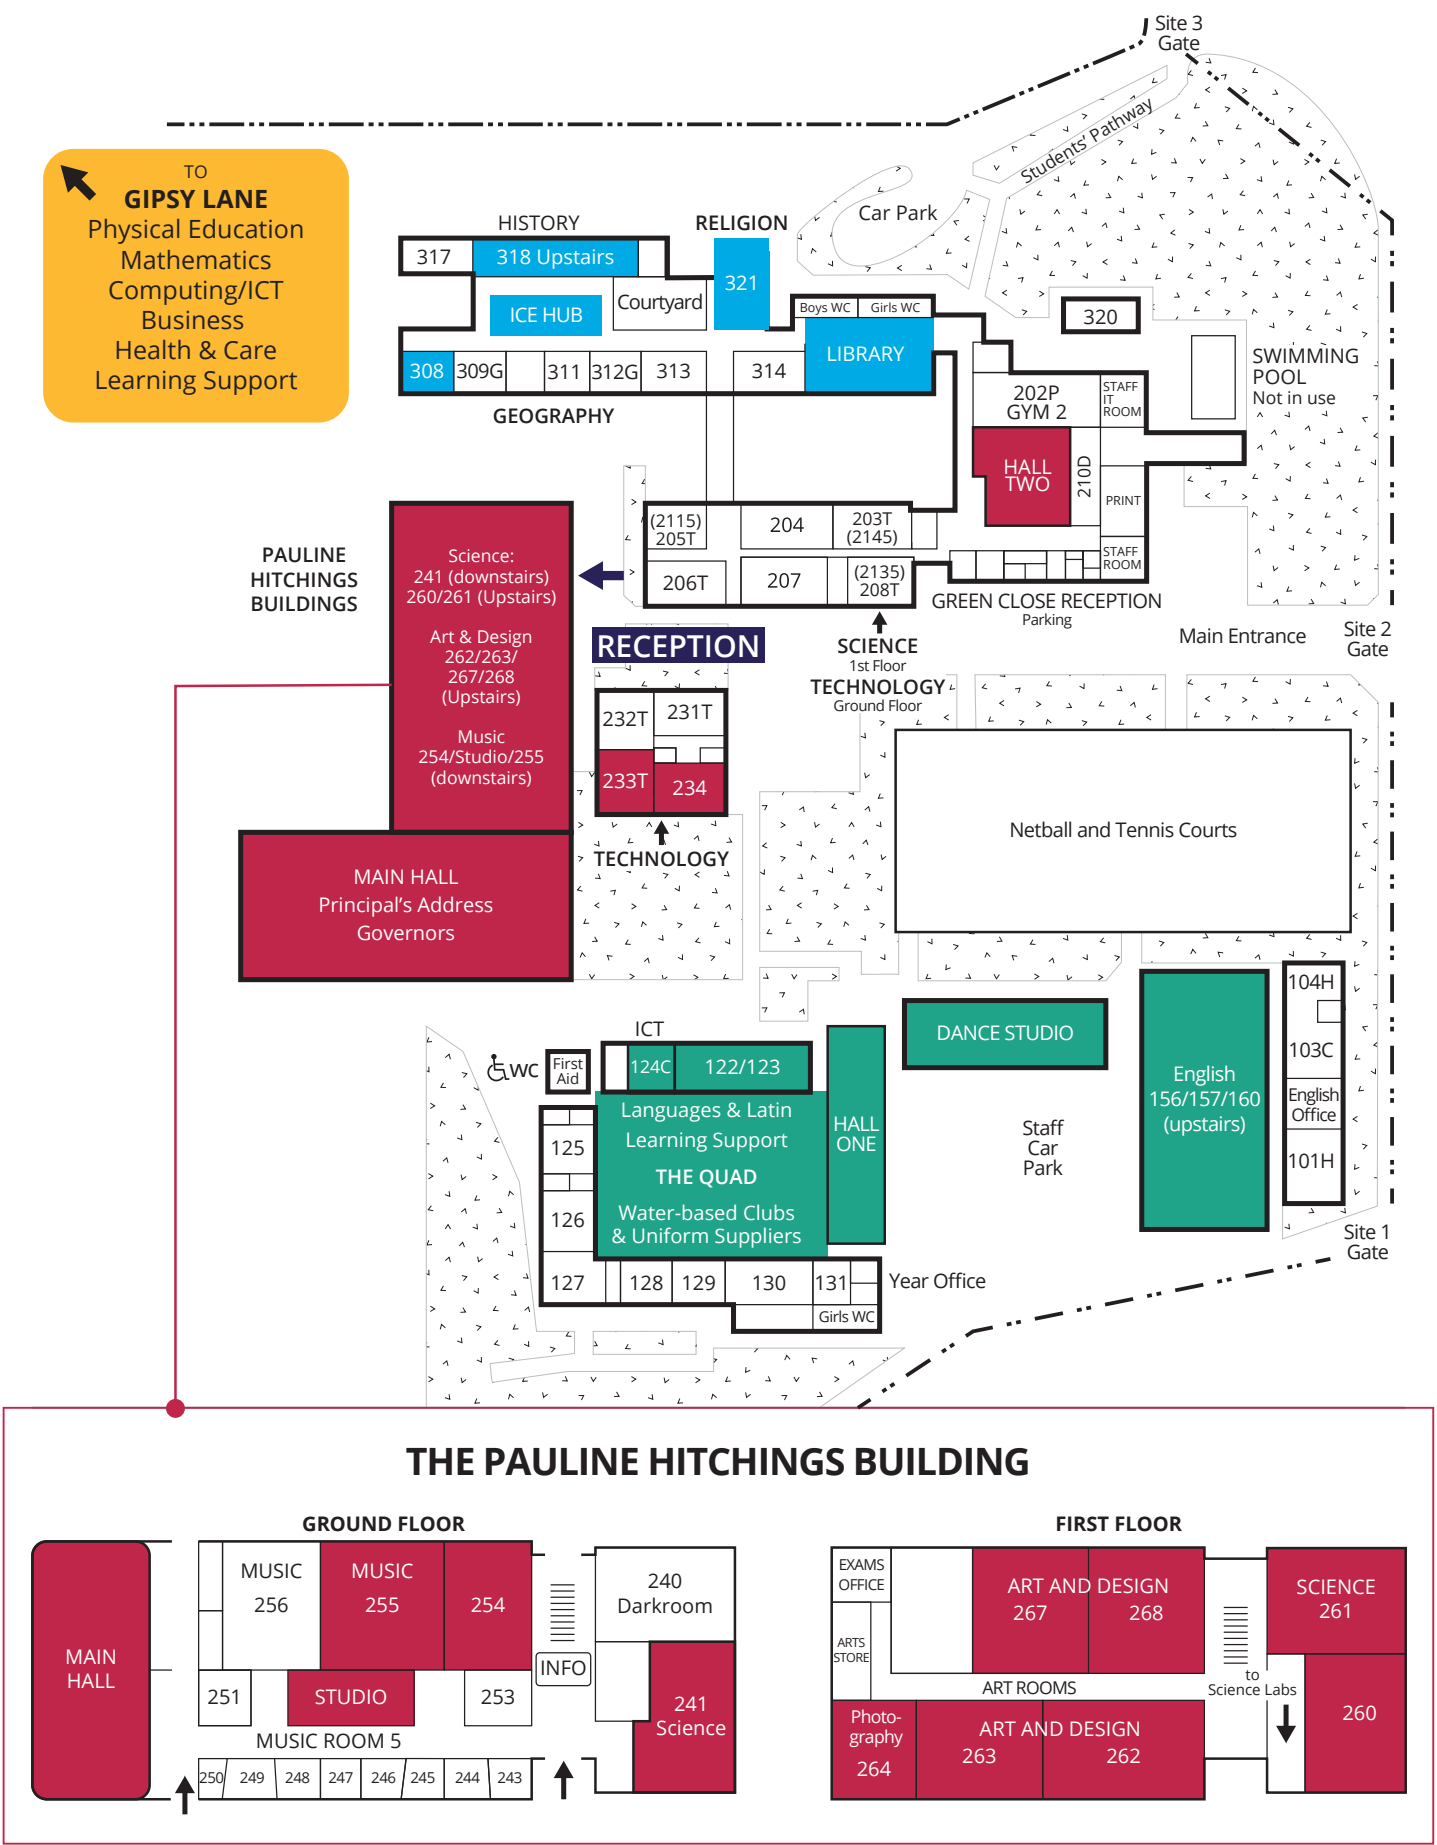 Site 3
Gate
Students' Pathway
TO
GIPSY LANE
Physical Education
Mathematics
Computing/ICT
Business
Health & Care
Learning Support
Car Park
HISTORY
RELIGION
317
318 Upstairs
321
ICE HUB
Courtyard
Boys WC
Girls WC
LIBRARY
320
308
309G
311
312G
313
314
GEOGRAPHY
SWIMMING
POOL
Not in use
202P
GYM 2
STAFF
IT
ROOM
HALL
TWO
210D
PRINT
STAFF
ROOM
(2115)
205T
204
203T
(2145)
206T
207
(2135)
208T
PAULINE
HITCHINGS
BUILDINGS
Science:
241 (downstairs)
260/261 (Upstairs)
Art & Design
262/263/
267/268
(Upstairs)
Music
254/Studio/255
(downstairs)
GREEN CLOSE RECEPTION
Parking
Main Entrance
Site 2
Gate
RECEPTION
SCIENCE
1st Floor
TECHNOLOGY
Ground Floor
232T
231T
233T
234
TECHNOLOGY
Netball and Tennis Courts
MAIN HALL
Principal's Address
Governors
ICT
WC
First
Aid
124C
122/123
Languages & Latin
Learning Support
THE QUAD
Water-based Clubs
& Uniform Suppliers
HALL
ONE
DANCE STUDIO
Staff
Car
Park
English
156/157/160
(upstairs)
104H
103C
English
Office
101H
125
126
127
128
129
130
131
Girls WC
Year Office
Site 1
Gate
THE PAULINE HITCHINGS BUILDING
GROUND FLOOR
MAIN
HALL
MUSIC
256
MUSIC
255
254
251
STUDIO
253
MUSIC ROOM 5
250
249
248
247
246
245
244
243
INFO
240
Darkroom
241
Science
FIRST FLOOR
EXAMS
OFFICE
ARTS
STORE
ART AND DESIGN
267
268
ART ROOMS
Photo-
graphy
264
ART AND DESIGN
263
262
to
Science Labs
SCIENCE
261
260